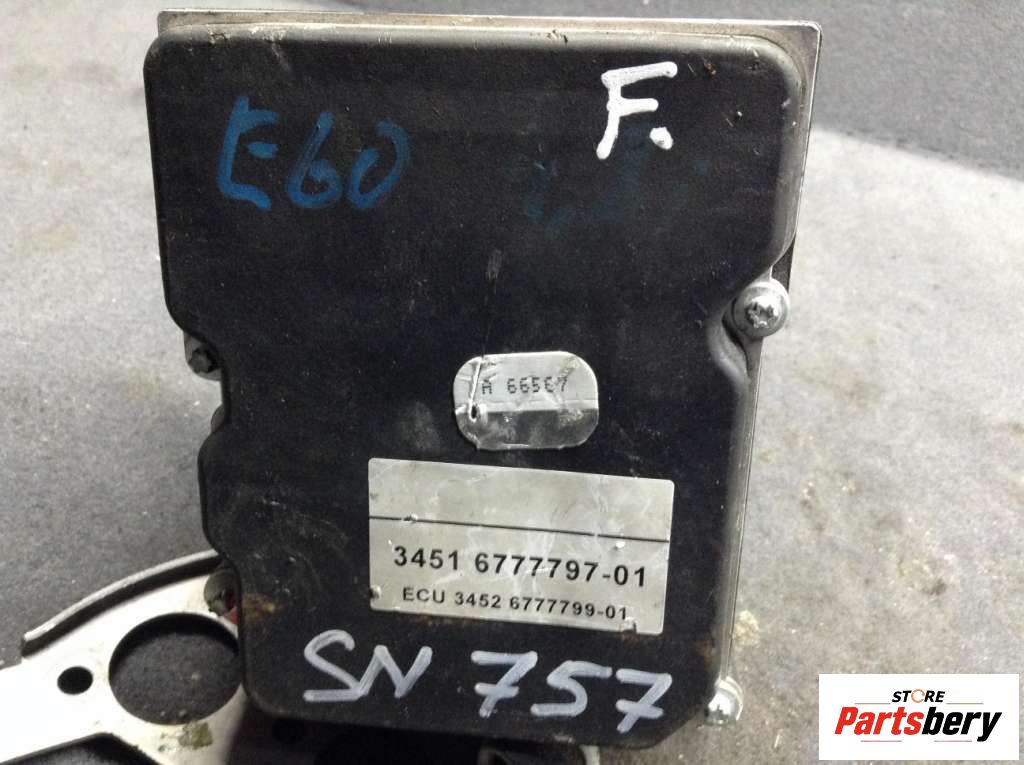 F.
E60
A 66567
3451 6777797-01
ECU 3452 6777799-01
SN 757
STORE
Partsbery